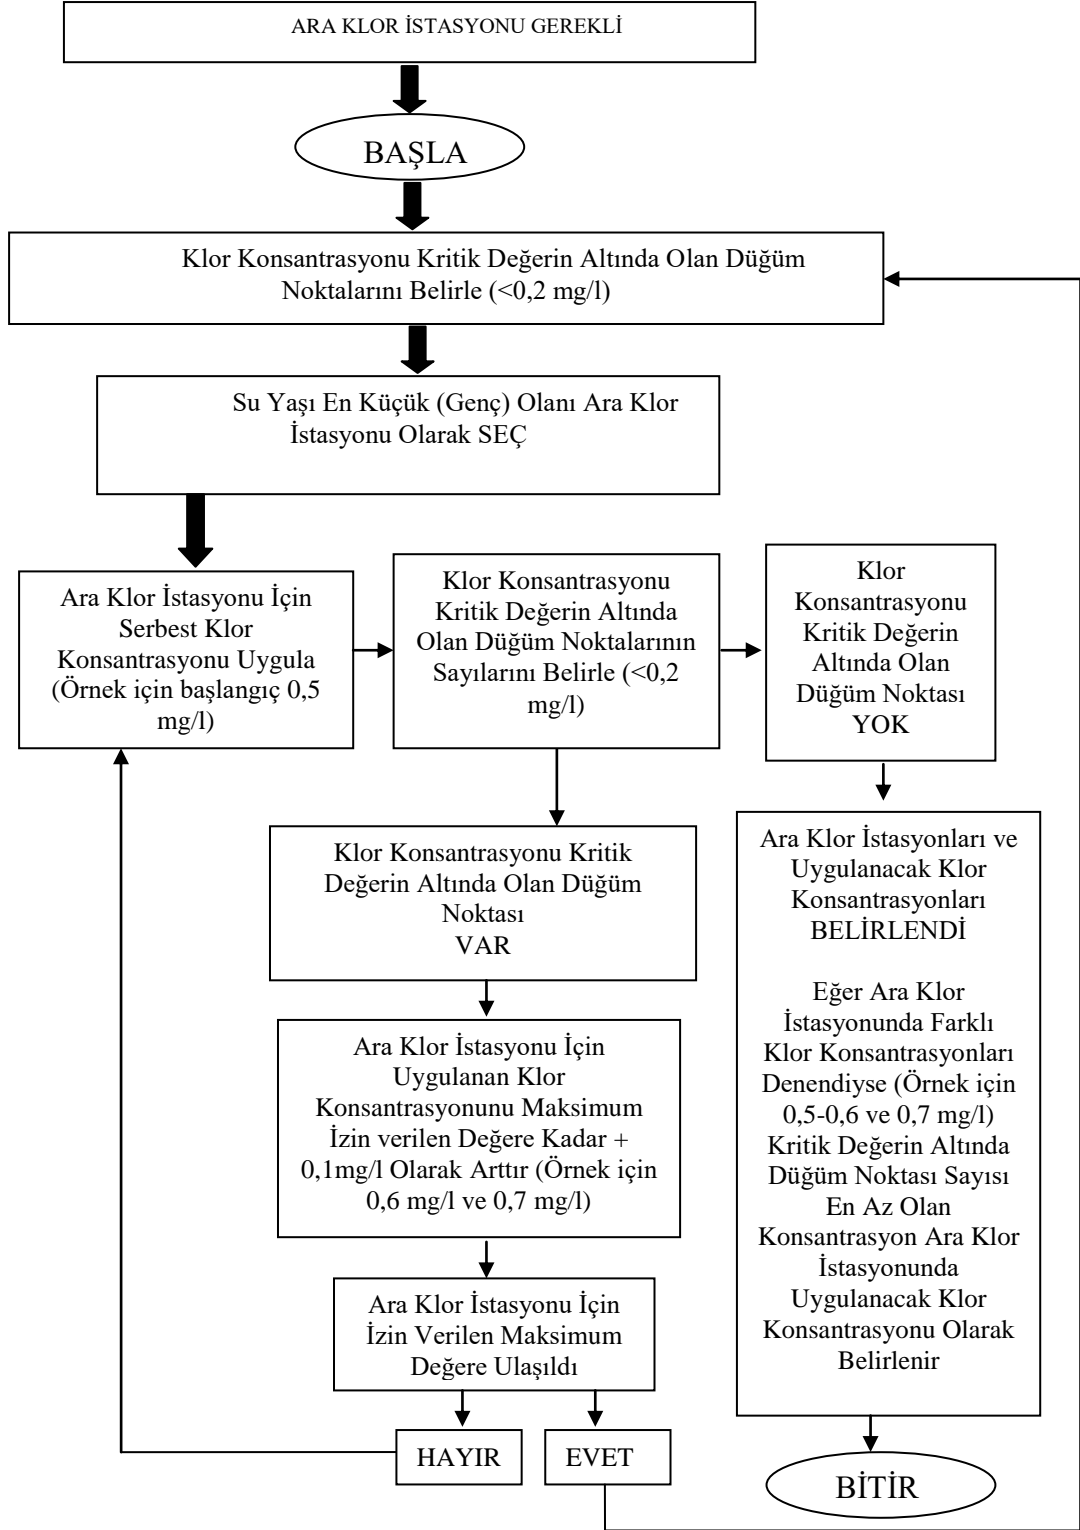 ARA KLOR İSTASYONU GEREKLİ
BAŞLA
Klor Konsantrasyonu Kritik Değerin Altında Olan Düğüm
Noktalarını Belirle (<0,2 mg/l)
Su Yaşı En Küçük (Genç) Olanı Ara Klor
İstasyonu Olarak SEÇ
Ara Klor İstasyonu İçin
Serbest Klor
Konsantrasyonu Uygula
(Örnek için başlangıç 0,5
mg/l)
Klor Konsantrasyonu
Kritik Değerin Altında
Olan Düğüm Noktalarının
Sayılarını Belirle (<0,2
mg/l)
Klor
Konsantrasyonu
Kritik Değerin
Altında Olan
Düğüm Noktası
YOK
Klor Konsantrasyonu Kritik
Değerin Altında Olan Düğüm
Noktası
VAR
Ara Klor İstasyonu İçin
Uygulanan Klor
Konsantrasyonunu Maksimum
İzin verilen Değere Kadar +
0,1mg/l Olarak Arttır (Örnek için
0,6 mg/l ve 0,7 mg/l)
Ara Klor İstasyonu İçin
İzin Verilen Maksimum
Değere Ulaşıldı
HAYIR
EVET
Ara Klor İstasyonları ve
Uygulanacak Klor
Konsantrasyonları
BELİRLENDİ
Eğer Ara Klor
İstasyonunda Farklı
Klor Konsantrasyonları
Denendiyse (Örnek için
0,5-0,6 ve 0,7 mg/l)
Kritik Değerin Altında
Düğüm Noktası Sayısı
En Az Olan
Konsantrasyon Ara Klor
İstasyonunda
Uygulanacak Klor
Konsantrasyonu Olarak
Belirlenir
BİTİR